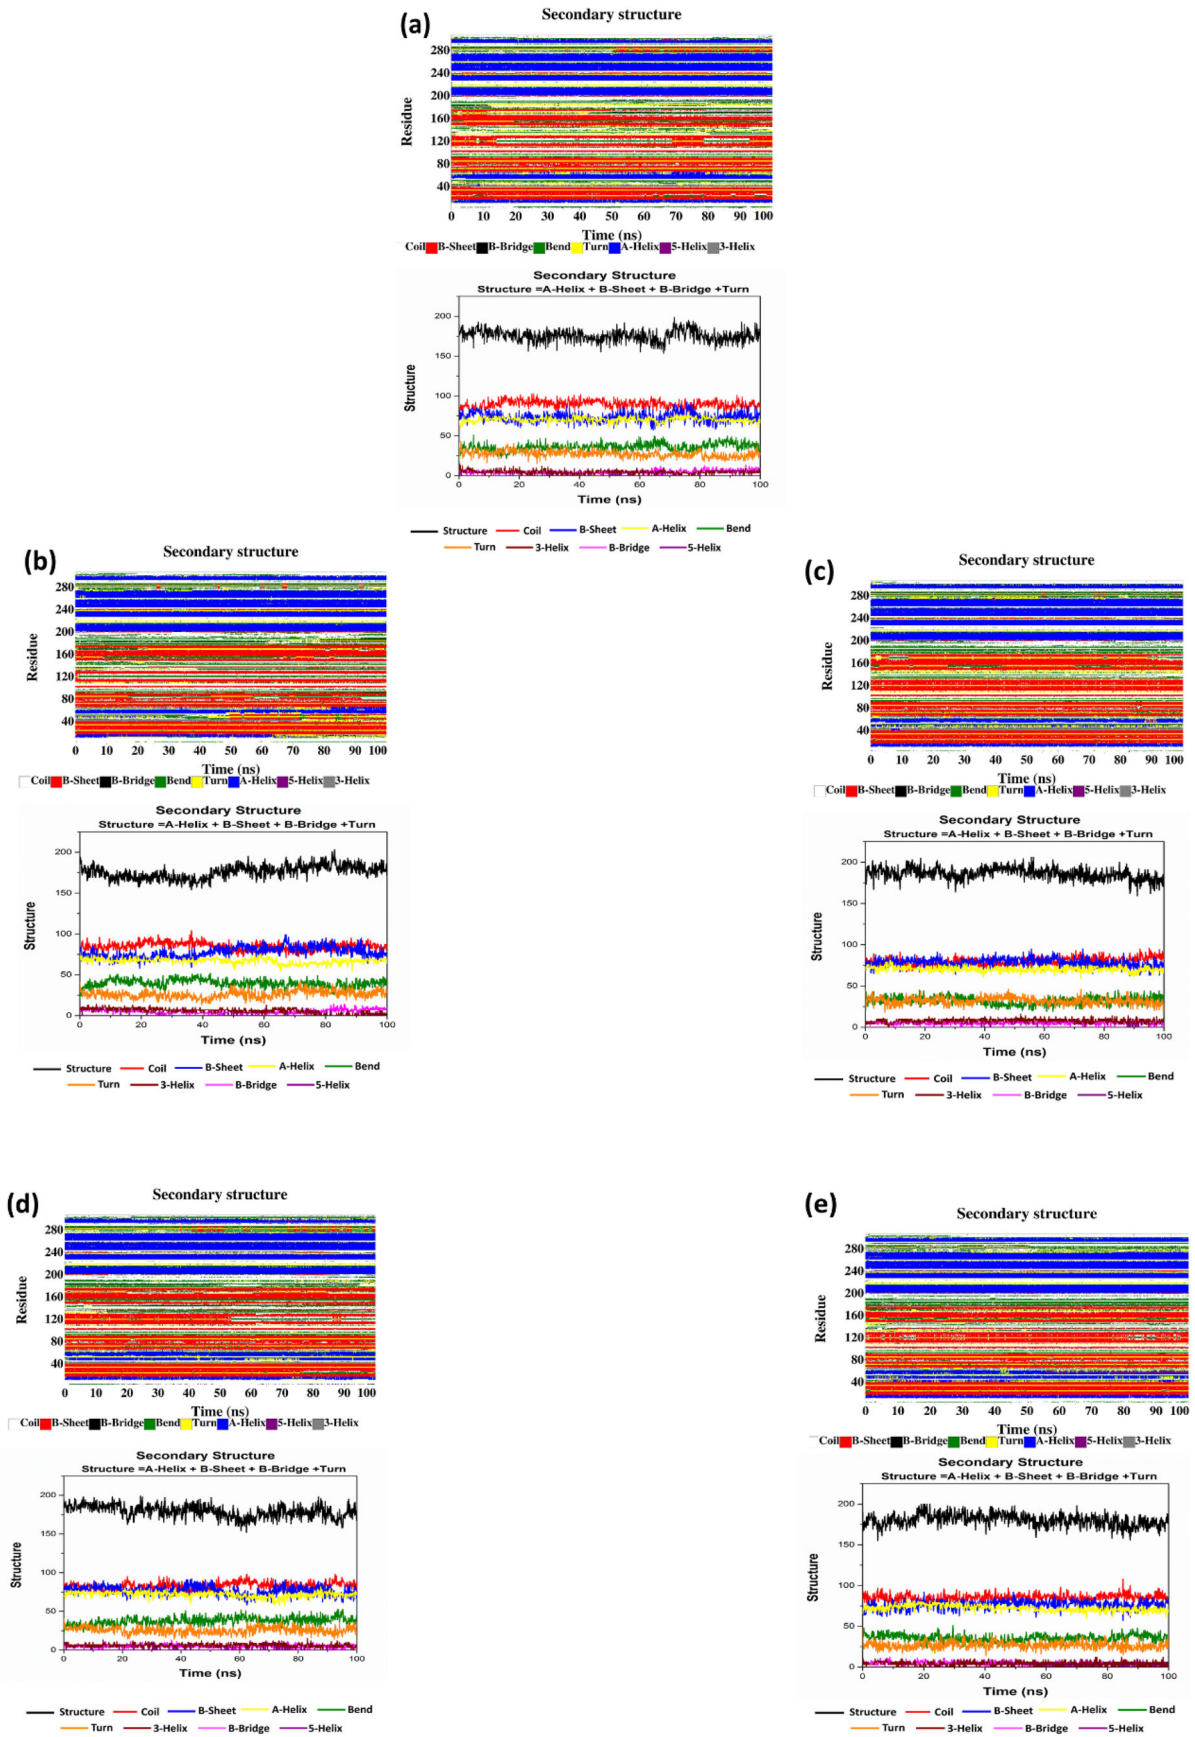 (a)
Secondary structure
Residue
280
240
200
160
120
80
40
0 10 20 30 40 50 60 70 80 90 100
Time (ns)
Coil B-Sheet B-Bridge Bend Turn A-Helix 5-Helix 3-Helix
Secondary Structure
Structure =A-Helix + B-Sheet + B-Bridge +Turn
Structure
200
150
100
50
0
0 20 40 60 80 100
Time (ns)
Structure Coil B-Sheet A-Helix Bend
Turn 3-Helix B-Bridge 5-Helix
(b)
Secondary structure
Residue
280
240
200
160
120
80
40
0 10 20 30 40 50 60 70 80 90 100
Time (ns)
Coil B-Sheet B-Bridge Bend Turn A-Helix 5-Helix 3-Helix
Secondary Structure
Structure =A-Helix + B-Sheet + B-Bridge +Turn
Structure
200
150
100
50
0
0 20 40 60 80 100
Time (ns)
Structure Coil B-Sheet A-Helix Bend
Turn 3-Helix B-Bridge 5-Helix
(c)
Secondary structure
Residue
280
240
200
160
120
80
40
0 10 20 30 40 50 60 70 80 90 100
Time (ns)
Coil B-Sheet B-Bridge Bend Turn A-Helix 5-Helix 3-Helix
Secondary Structure
Structure =A-Helix + B-Sheet + B-Bridge +Turn
Structure
200
150
100
50
0
0 20 40 60 80 100
Time (ns)
Structure Coil B-Sheet A-Helix Bend
Turn 3-Helix B-Bridge 5-Helix
(d)
Secondary structure
Residue
280
240
200
160
120
80
40
0 10 20 30 40 50 60 70 80 90 100
Time (ns)
Coil B-Sheet B-Bridge Bend Turn A-Helix 5-Helix 3-Helix
Secondary Structure
Structure =A-Helix + B-Sheet + B-Bridge +Turn
Structure
200
150
100
50
0
0 20 40 60 80 100
Time (ns)
Structure Coil B-Sheet A-Helix Bend
Turn 3-Helix B-Bridge 5-Helix
(e)
Secondary structure
Residue
280
240
200
160
120
80
40
0 10 20 30 40 50 60 70 80 90 100
Time (ns)
Coil B-Sheet B-Bridge Bend Turn A-Helix 5-Helix 3-Helix
Secondary Structure
Structure =A-Helix + B-Sheet + B-Bridge +Turn
Structure
200
150
100
50
0
0 20 40 60 80 100
Time (ns)
Structure Coil B-Sheet A-Helix Bend
Turn 3-Helix B-Bridge 5-Helix